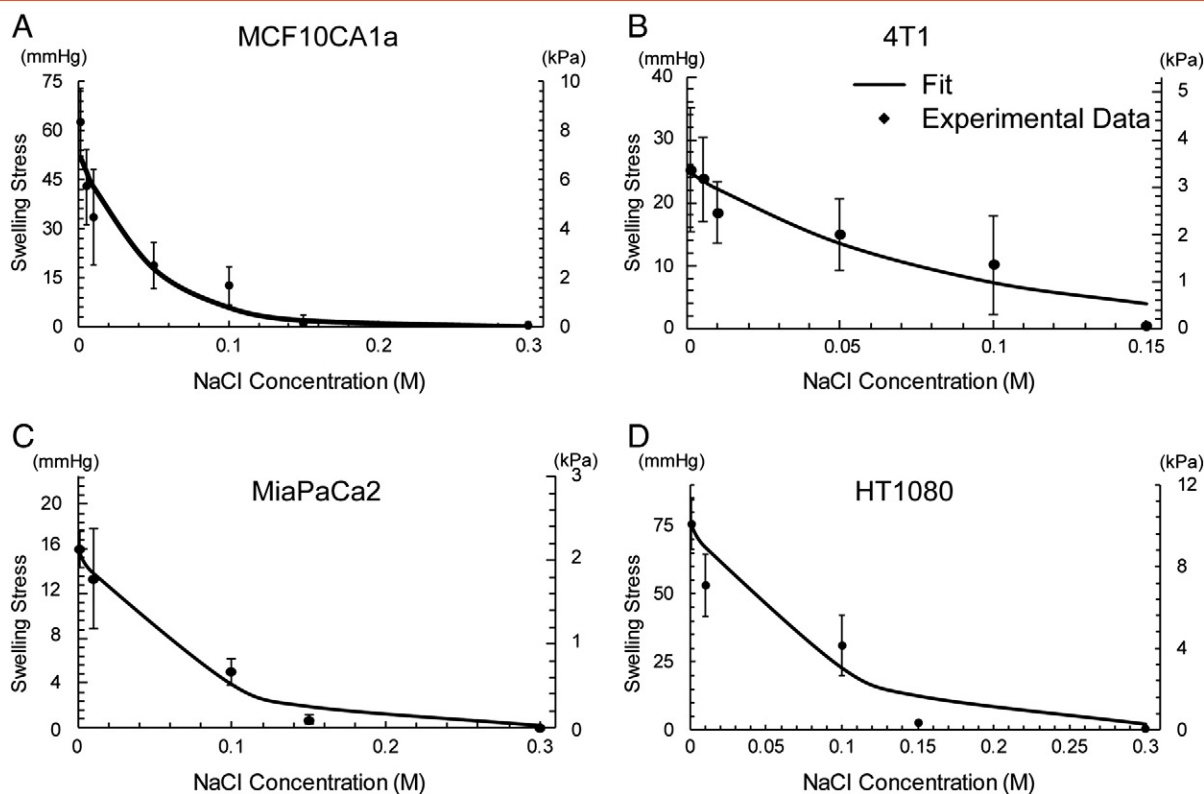 A
MCF10CA1a
(mmHg)
(kPa)
75
60
45
30
15
0
Swelling Stress
10
8
6
4
2
0
0
0.1
0.2
0.3
NaCl Concentration (M)
B
4T1
(mmHg)
(kPa)
40
30
20
10
0
Swelling Stress
Fit
Experimental Data
5
4
3
2
1
0
0
0.05
0.1
0.15
NaCl Concentration (M)
C
MiaPaCa2
(mmHg)
(kPa)
20
16
12
8
4
0
Swelling Stress
3
2
1
0
0
0.1
0.2
0.3
NaCl Concentration (M)
D
HT1080
(mmHg)
(kPa)
75
50
25
0
Swelling Stress
12
8
4
0
0
0.05
0.1
0.15
0.2
0.25
0.3
NaCl Concentration (M)